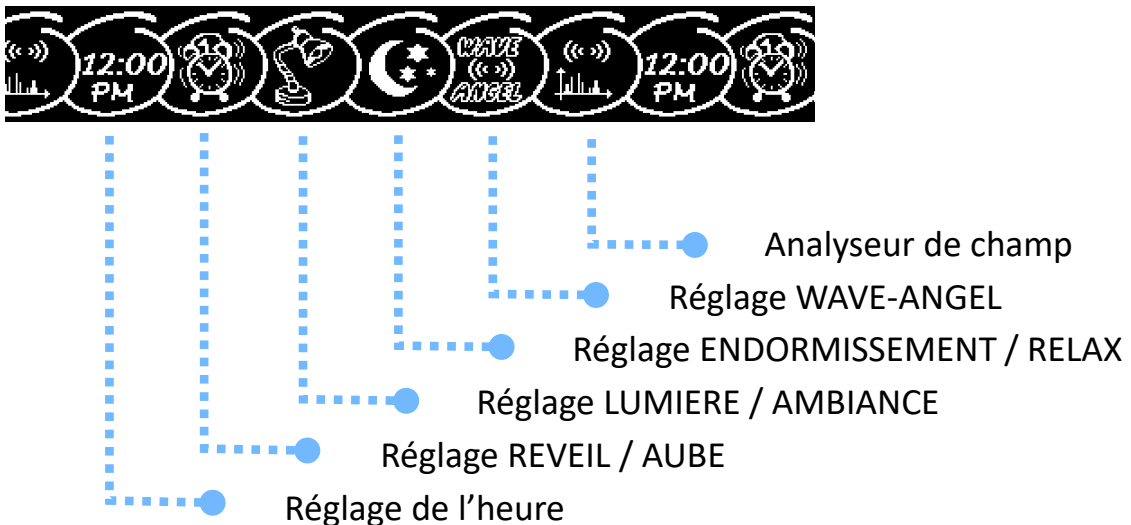 12:00 PM
WAVE ANGEL
12:00 PM
Analyseur de champ
Réglage WAVE-ANGEL
Réglage ENDORMISSEMENT / RELAX
Réglage LUMIERE / AMBIANCE
Réglage REVEIL / AUBE
Réglage de l’heure